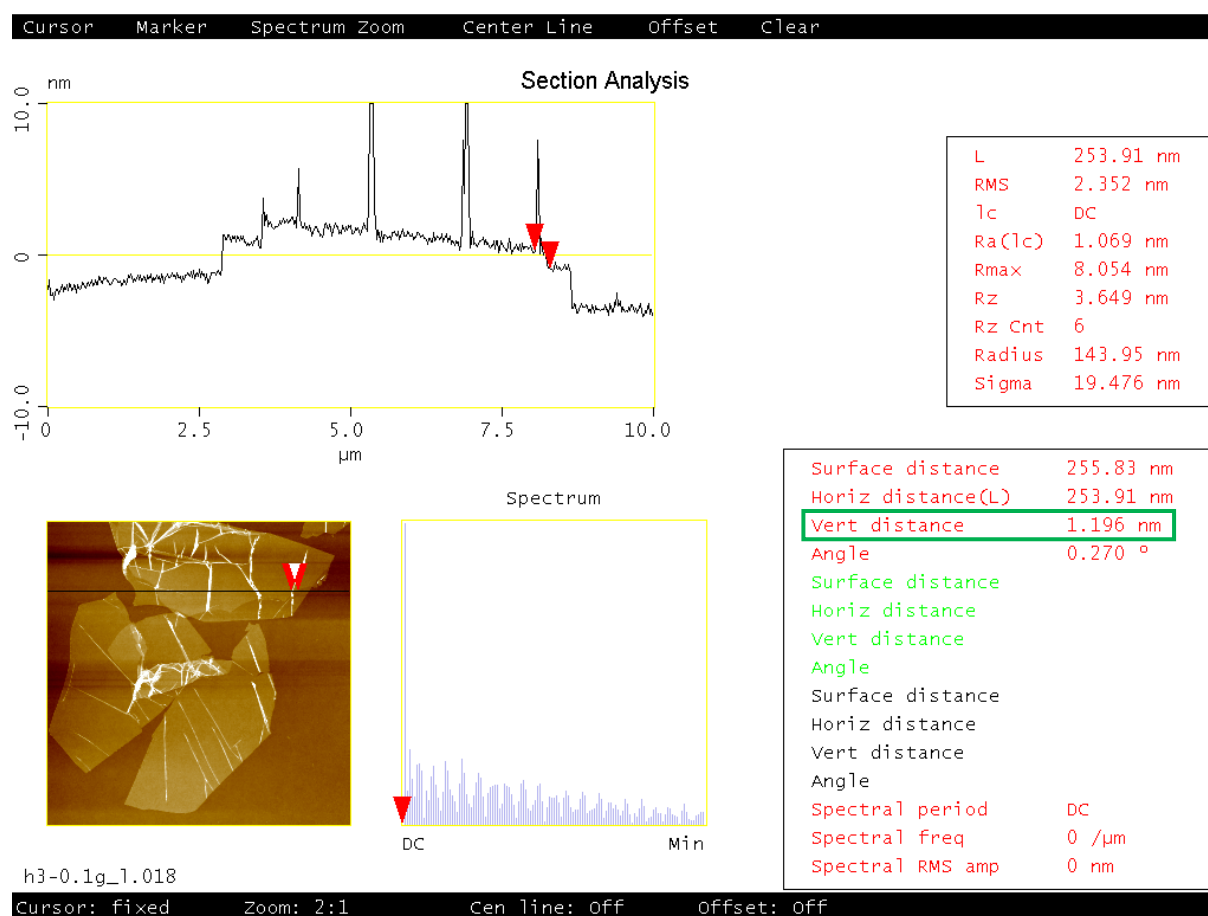 Cursor Marker Spectrum Zoom Center Line Offset Clear
nm
Section Analysis
10.0
0
-10.0
0 2.5 5.0 7.5 10.0
µm
L 253.91 nm
RMS 2.352 nm
lc DC
Ra(lc) 1.069 nm
Rmax 8.054 nm
Rz 3.649 nm
Rz Cnt 6
Radius 143.95 nm
Sigma 19.476 nm
Surface distance 255.83 nm
Horiz distance(L) 253.91 nm
Vert distance 1.196 nm
Angle 0.270 º
Surface distance
Horiz distance
Vert distance
Angle
Surface distance
Horiz distance
Vert distance
Angle
Spectral period DC
Spectral freq 0 /µm
Spectral RMS amp 0 nm
Spectrum
DC Min
h3-0.1g_l.018
Cursor: fixed Zoom: 2:1 Cen line: Off Offset: Off